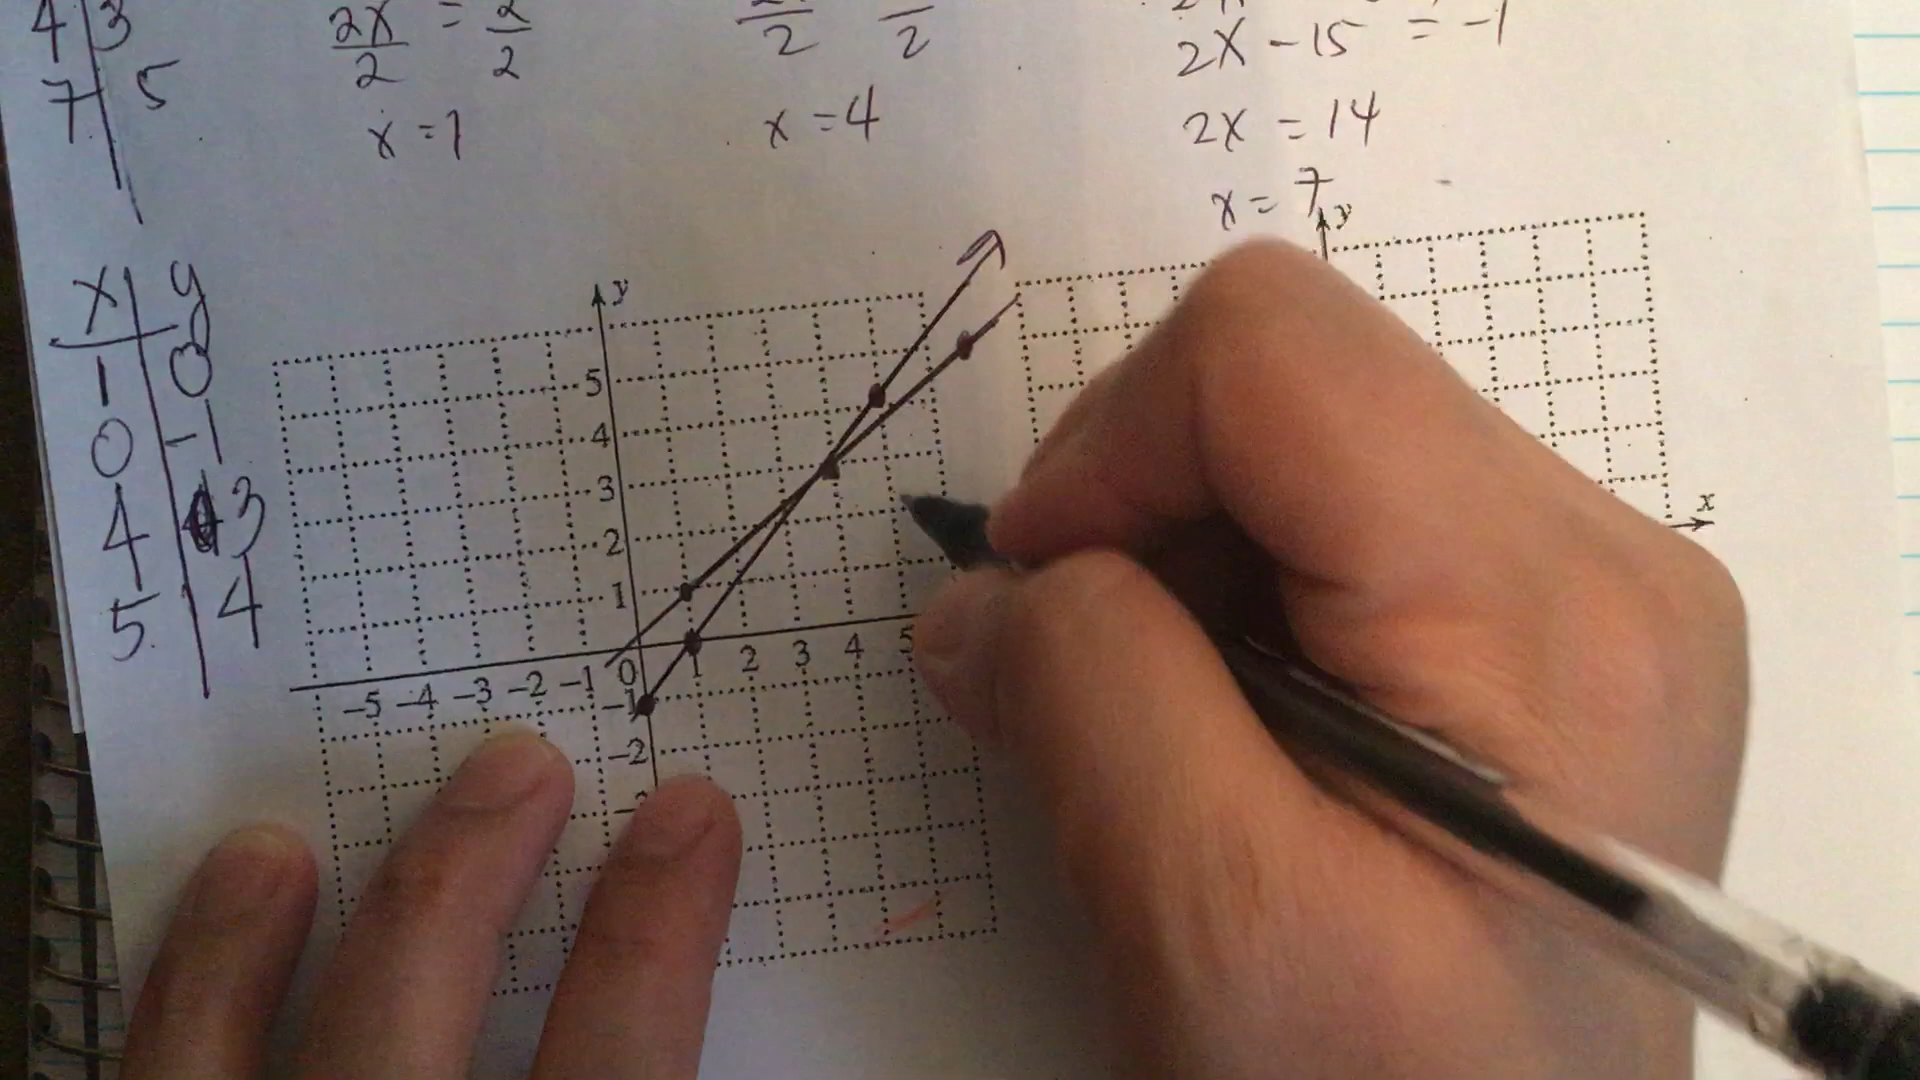 4 3
7 5
2X = 2
2 2
x = 1
2 2
x = 4
2X - 15 = -1
2X = 14
x = 7
x y
1 0
0 -1
4 3
5 4
y
5
4
3
2
1
-5 -4 -3 -2 -1 0 1 2 3 4 5
-1
-2
y
x